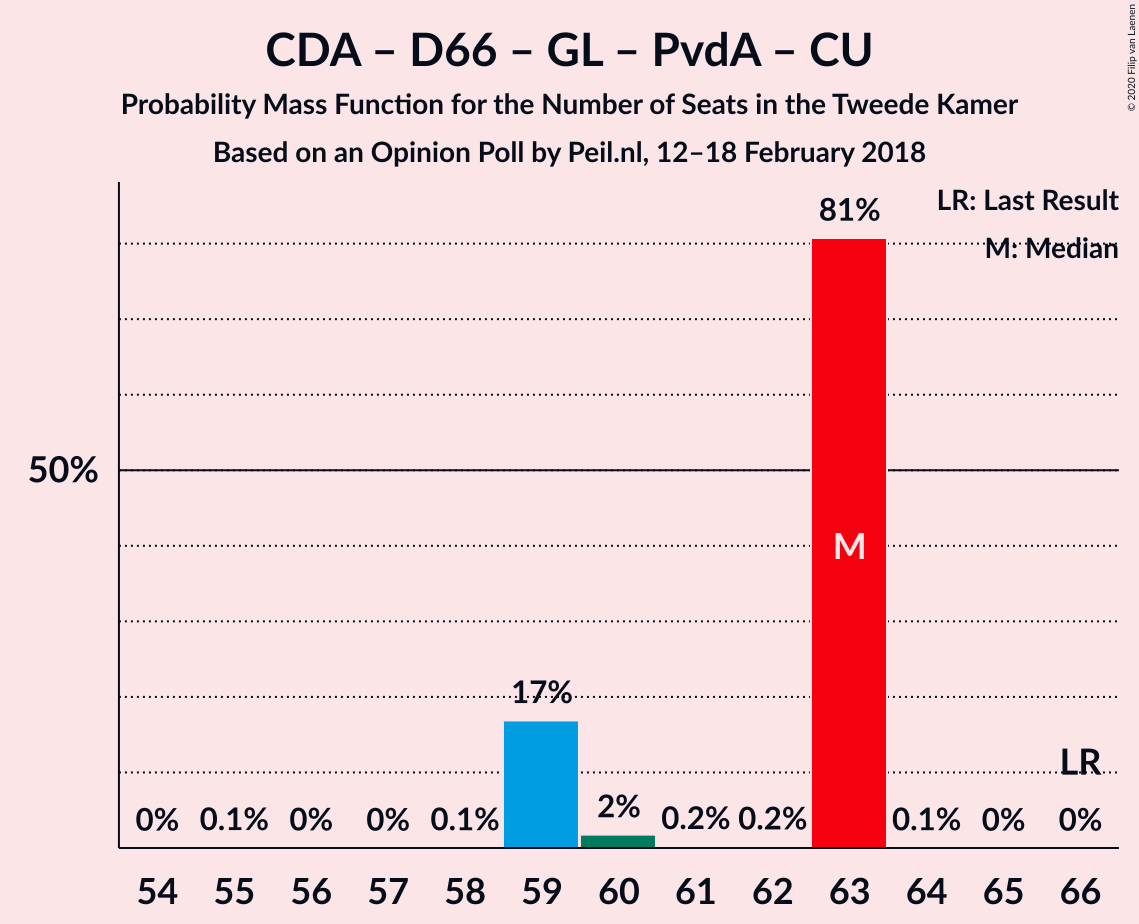 CDA – D66 – GL – PvdA – CU
Probability Mass Function for the Number of Seats in the Tweede Kamer
Based on an Opinion Poll by Peil.nl, 12–18 February 2018
© 2020 Filip van Laenen
LR: Last Result
M: Median
81%
50%
M
17%
LR
0% 0.1% 0% 0% 0.1% 2% 0.2% 0.2% 0.1% 0% 0%
54 55 56 57 58 59 60 61 62 63 64 65 66